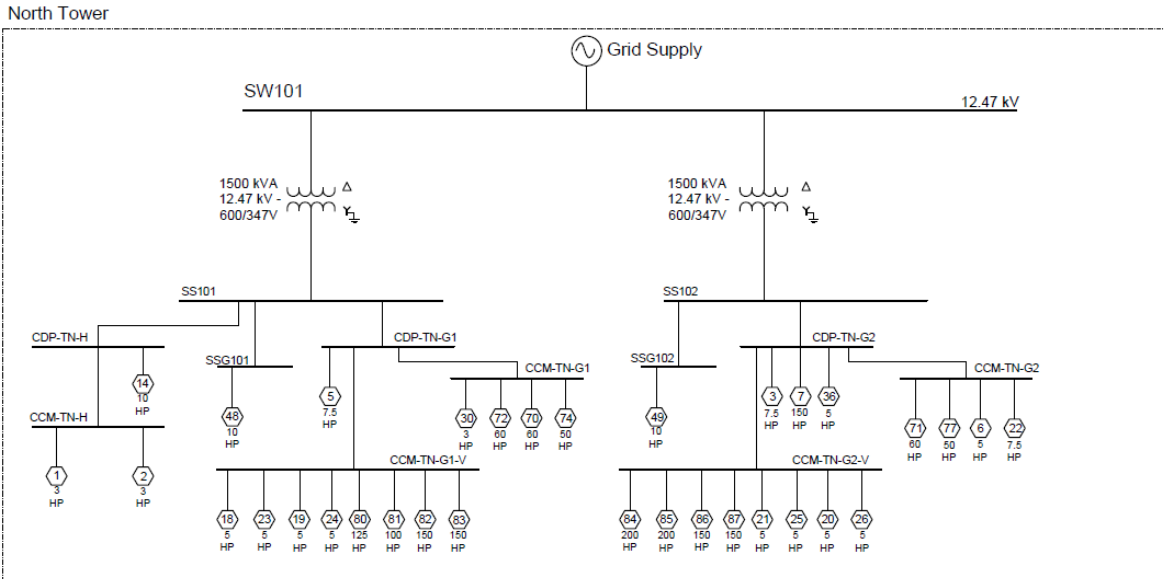 North Tower
Grid Supply
SW101
12.47 kV
1500 kVA
12.47 kV -
600/347V
Δ
Y
1500 kVA
12.47 kV -
600/347V
Δ
Y
SS101
SS102
CDP-TN-H
CDP-TN-G1
CDP-TN-G2
SSG101
SSG102
CCM-TN-G1
CCM-TN-G2
14
10
HP
5
7.5
HP
3
7.5
HP
7
150
HP
36
5
HP
CCM-TN-H
48
10
HP
30
3
HP
72
60
HP
70
60
HP
74
50
HP
49
10
HP
71
60
HP
77
50
HP
6
5
HP
22
7.5
HP
1
3
HP
2
3
HP
CCM-TN-G1-V
CCM-TN-G2-V
18
5
HP
23
5
HP
19
5
HP
24
5
HP
80
125
HP
81
100
HP
82
150
HP
83
150
HP
84
200
HP
85
200
HP
86
150
HP
87
150
HP
21
5
HP
25
5
HP
20
5
HP
26
5
HP